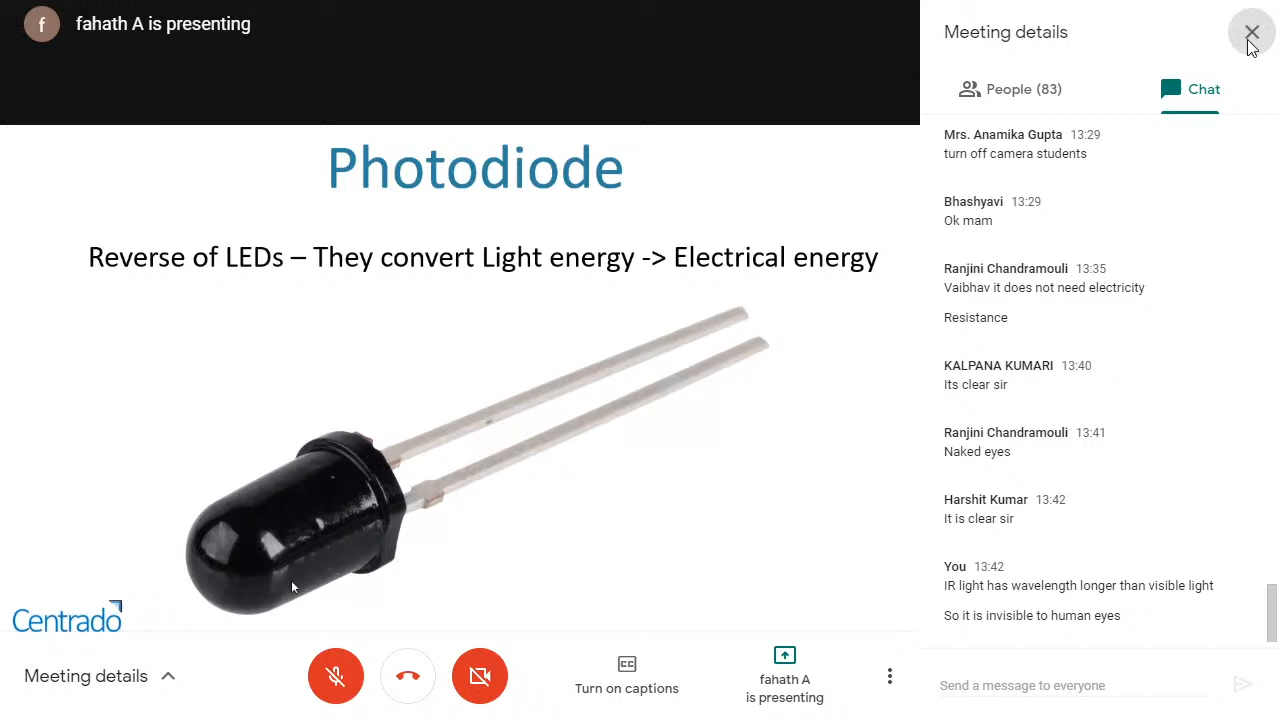 f
fahath A is presenting
Photodiode
Reverse of LEDs – They convert Light energy -> Electrical energy
Centrado
Meeting details
Turn on captions
fahath A
is presenting
Meeting details
People (83)
Chat
Mrs. Anamika Gupta 13:29
turn off camera students
Bhashyavi 13:29
Ok mam
Ranjini Chandramouli 13:35
Vaibhav it does not need electricity
Resistance
KALPANA KUMARI 13:40
Its clear sir
Ranjini Chandramouli 13:41
Naked eyes
Harshit Kumar 13:42
It is clear sir
You 13:42
IR light has wavelength longer than visible light
So it is invisible to human eyes
Send a message to everyone